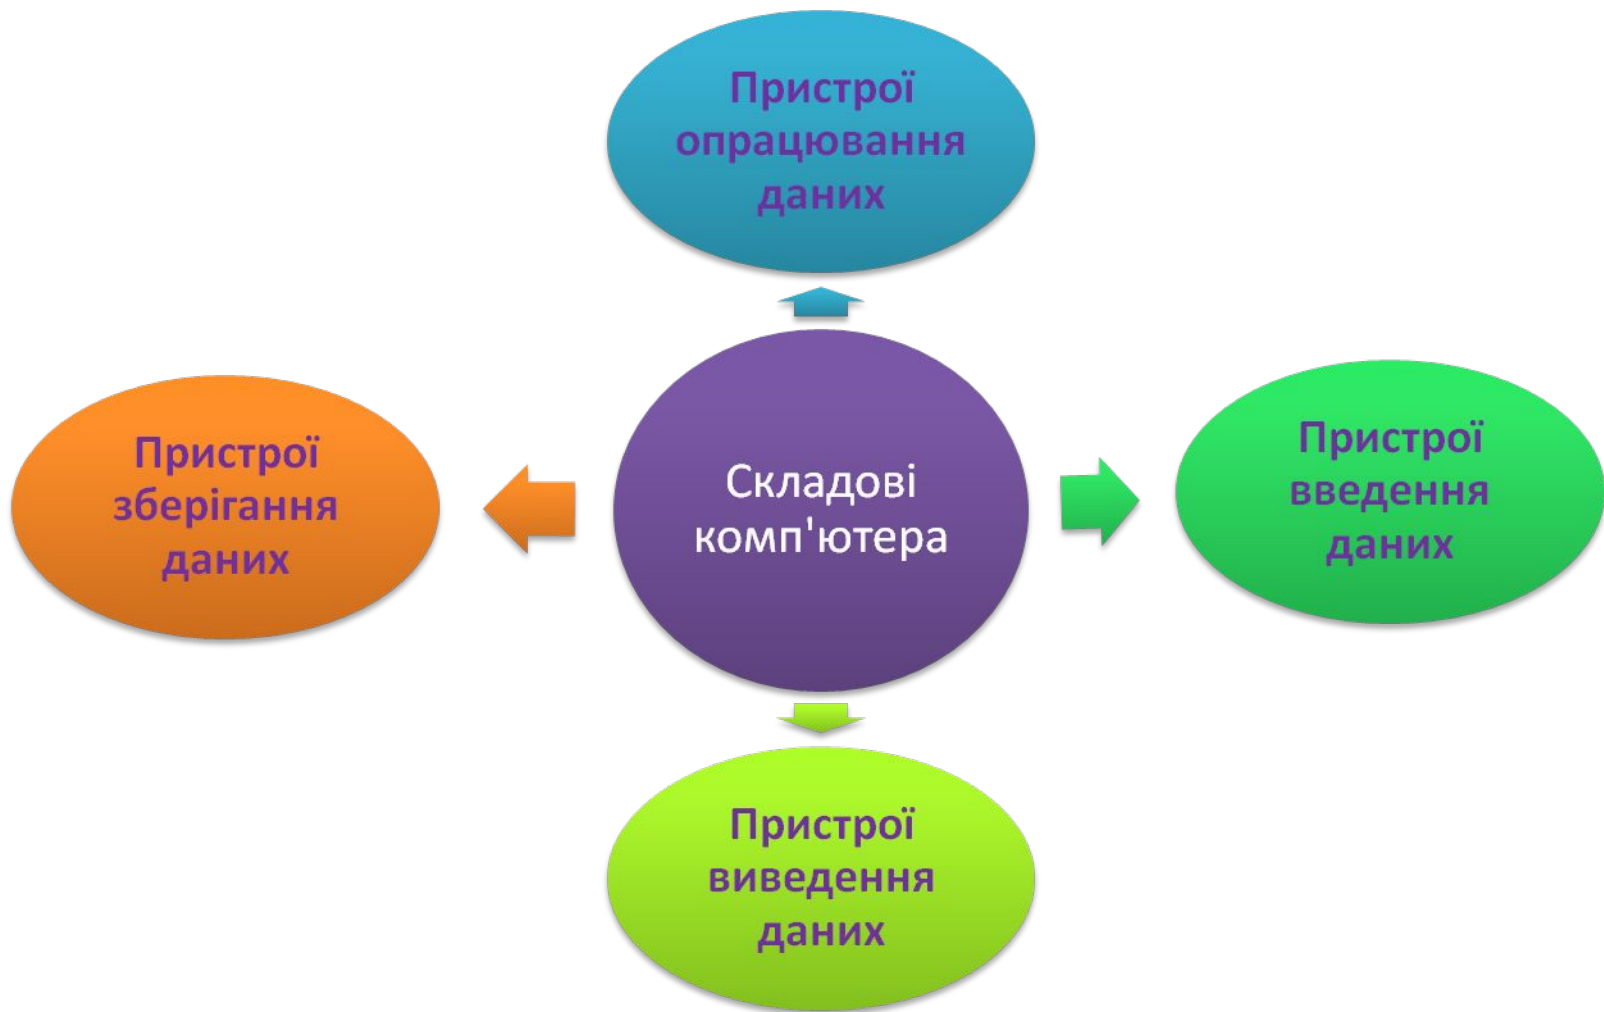 Пристрої
опрацювання
даних
Пристрої
зберігання
даних
Складові
комп'ютера
Пристрої
введення
даних
Пристрої
виведення
даних